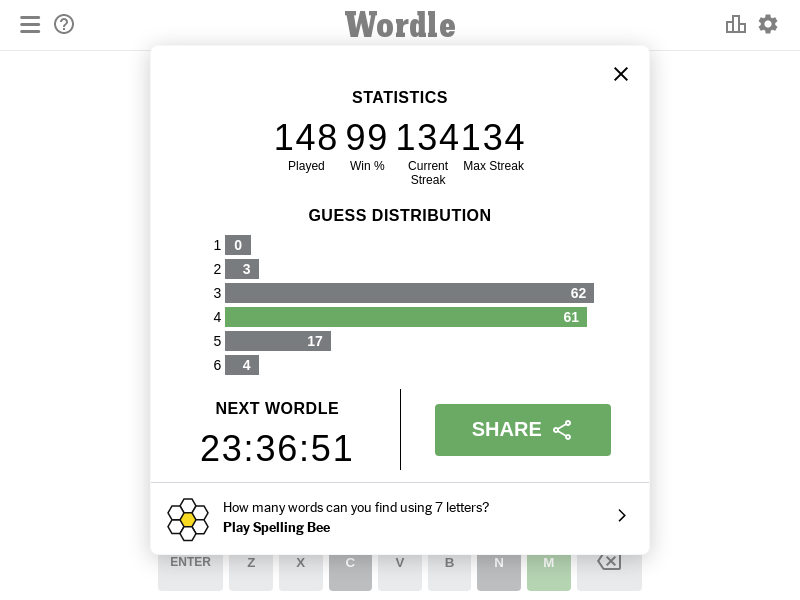 Wordle
STATISTICS
148 99 134 134
Played Win % Current Streak Max Streak
GUESS DISTRIBUTION
1 0
2 3
3 62
4 61
5 17
6 4
NEXT WORDLE
23:36:51
SHARE
How many words can you find using 7 letters?
Play Spelling Bee
ENTER Z X C V B N M